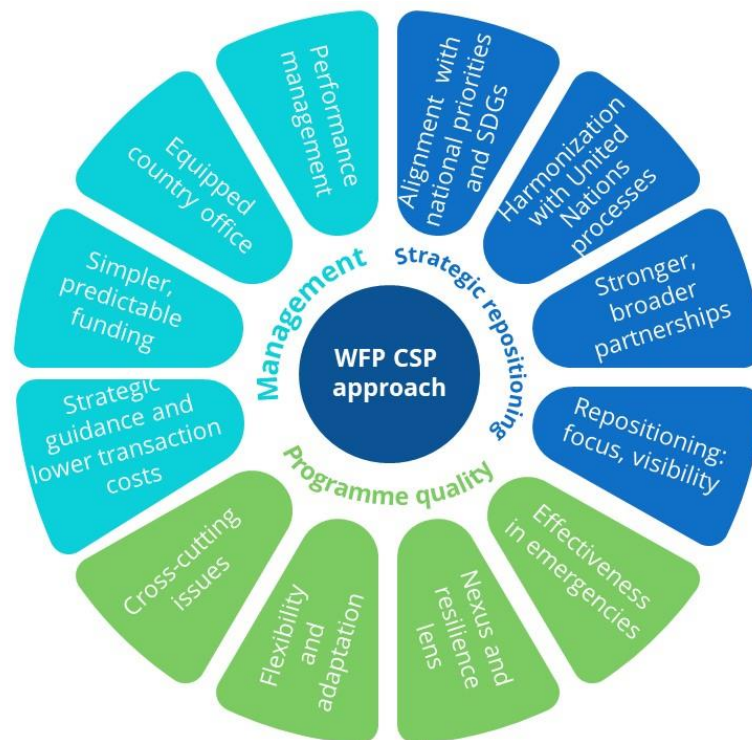 Performance
management
Alignment with
national priorities
and SDGs
Equipped
country office
Harmonization
with United
Nations
processes
Simpler,
predictable
funding
Management
Strategic repositioning
Stronger,
broader
partnerships
WFP CSP
approach
Strategic
guidance and
lower transaction
costs
Repositioning:
focus, visibility
Programme quality
Cross-cutting
issues
Flexibility
and
adaptation
Nexus and
resilience
lens
Effectiveness
in emergencies